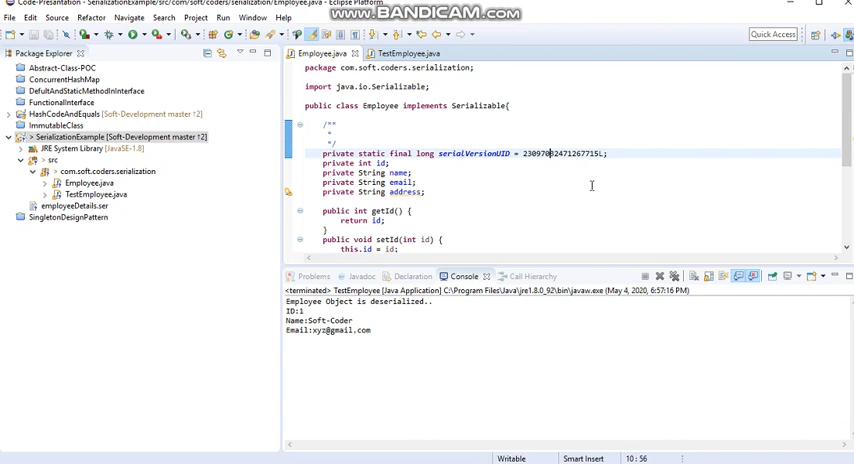 Code-Presantation - SerializationExample/src/com/soft/coders/serialization/Employee.java - Eclipse Platform
www.BANDICAM.com
File Edit Source Refactor Navigate Search Project Run Window Help
Quick Access
Package Explorer
Employee.java
TestEmployee.java
Abstract-Class-POC
ConcurrentHashMap
DefultAndStaticMethodInInterface
FunctionalInterface
HashCodeAndEquals [Soft-Development master ↑2]
ImmutableClass
> SerializationExample [Soft-Development master ↑2]
JRE System Library [JavaSE-1.8]
> src
com.soft.coders.serialization
Employee.java
TestEmployee.java
employeeDetails.ser
SingletonDesignPattern
package com.soft.coders.serialization;
import java.io.Serializable;
public class Employee implements Serializable{
/**
*
*/
private static final long serialVersionUID = 23097082471267715L;
private int id;
private String name;
private String email;
private String address;
public int getId() {
return id;
}
public void setId(int id) {
this.id = id;
Problems
Javadoc
Declaration
Console
Call Hierarchy
<terminated> TestEmployee [Java Application] C:\Program Files\Java\jre1.8.0_92\bin\javaw.exe (May 4, 2020, 6:57:16 PM)
Employee Object is deserialized..
ID:1
Name:Soft-Coder
Email:xyz@gmail.com
Writable
Smart Insert
10 : 56